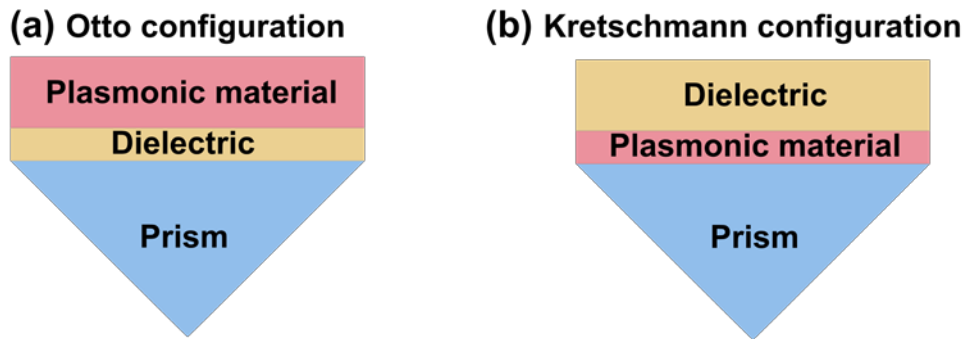 (a) Otto configuration
Plasmonic material
Dielectric
Prism
(b) Kretschmann configuration
Dielectric
Plasmonic material
Prism